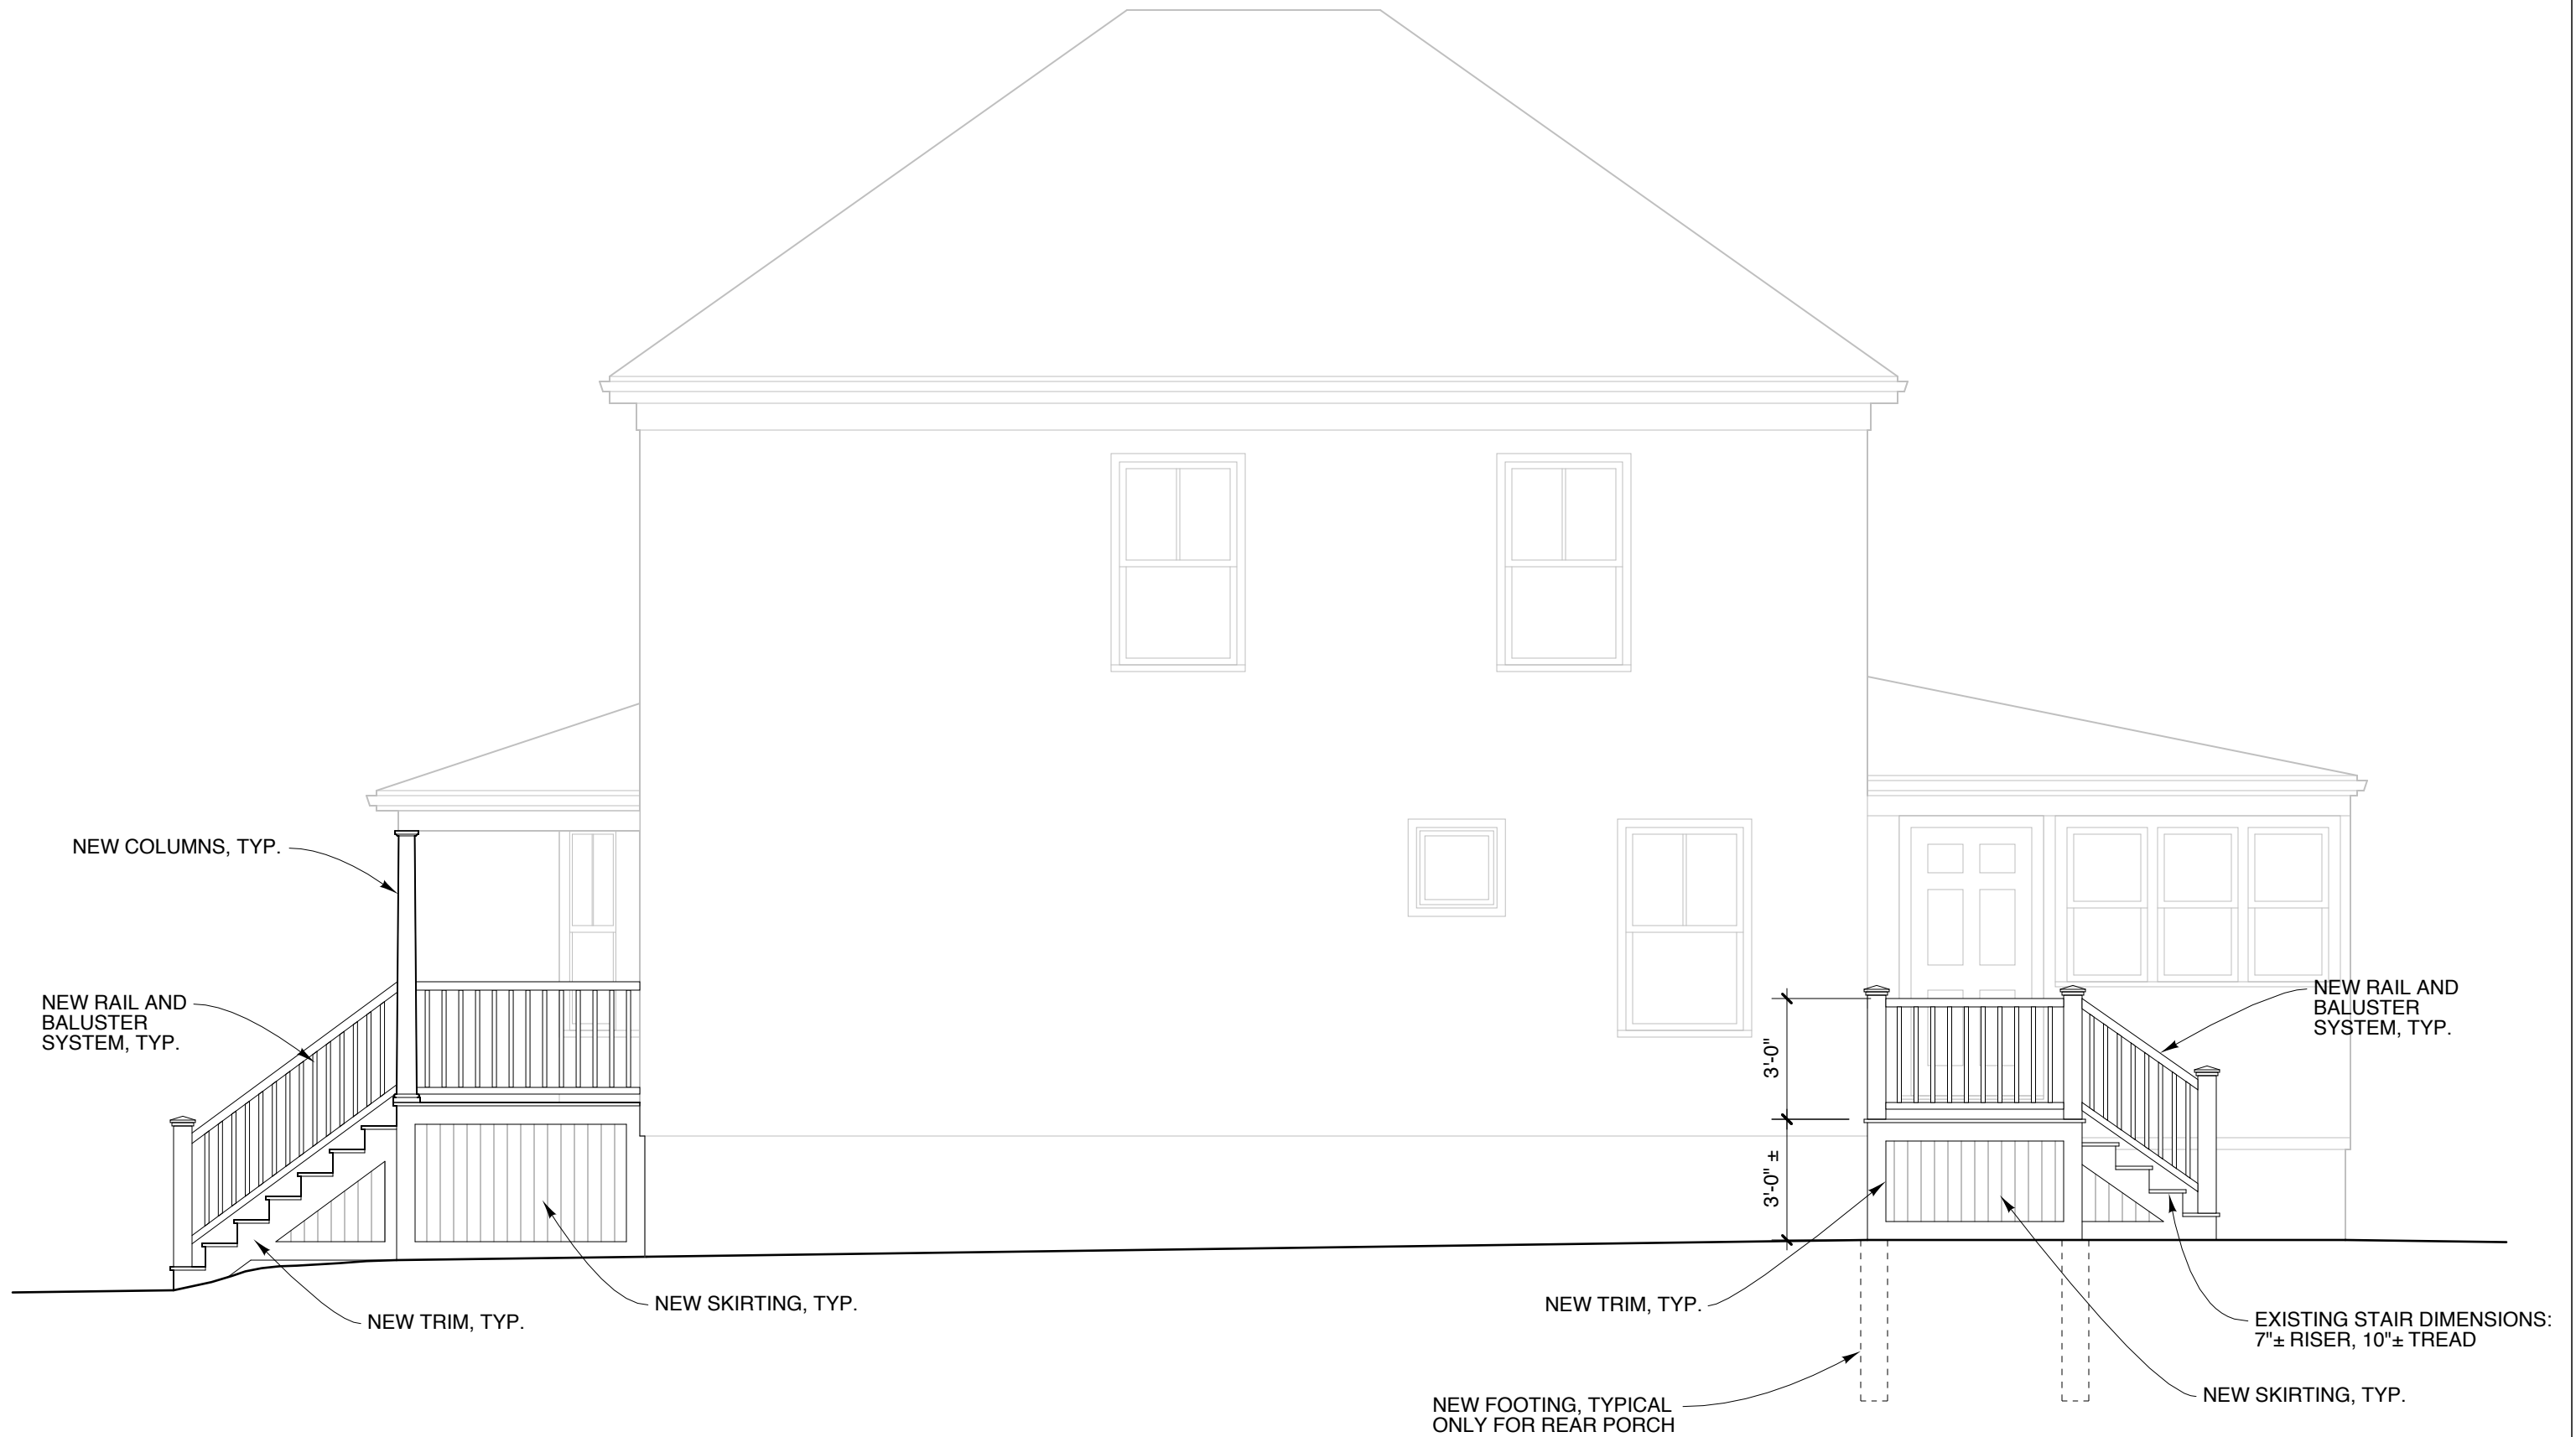 NEW COLUMNS, TYP.
NEW RAIL AND
BALUSTER
SYSTEM, TYP.
NEW TRIM, TYP.
NEW SKIRTING, TYP.
3'-0"
3'-0" ±
NEW RAIL AND
BALUSTER
SYSTEM, TYP.
NEW TRIM, TYP.
EXISTING STAIR DIMENSIONS:
7"± RISER, 10"± TREAD
NEW SKIRTING, TYP.
NEW FOOTING, TYPICAL
ONLY FOR REAR PORCH